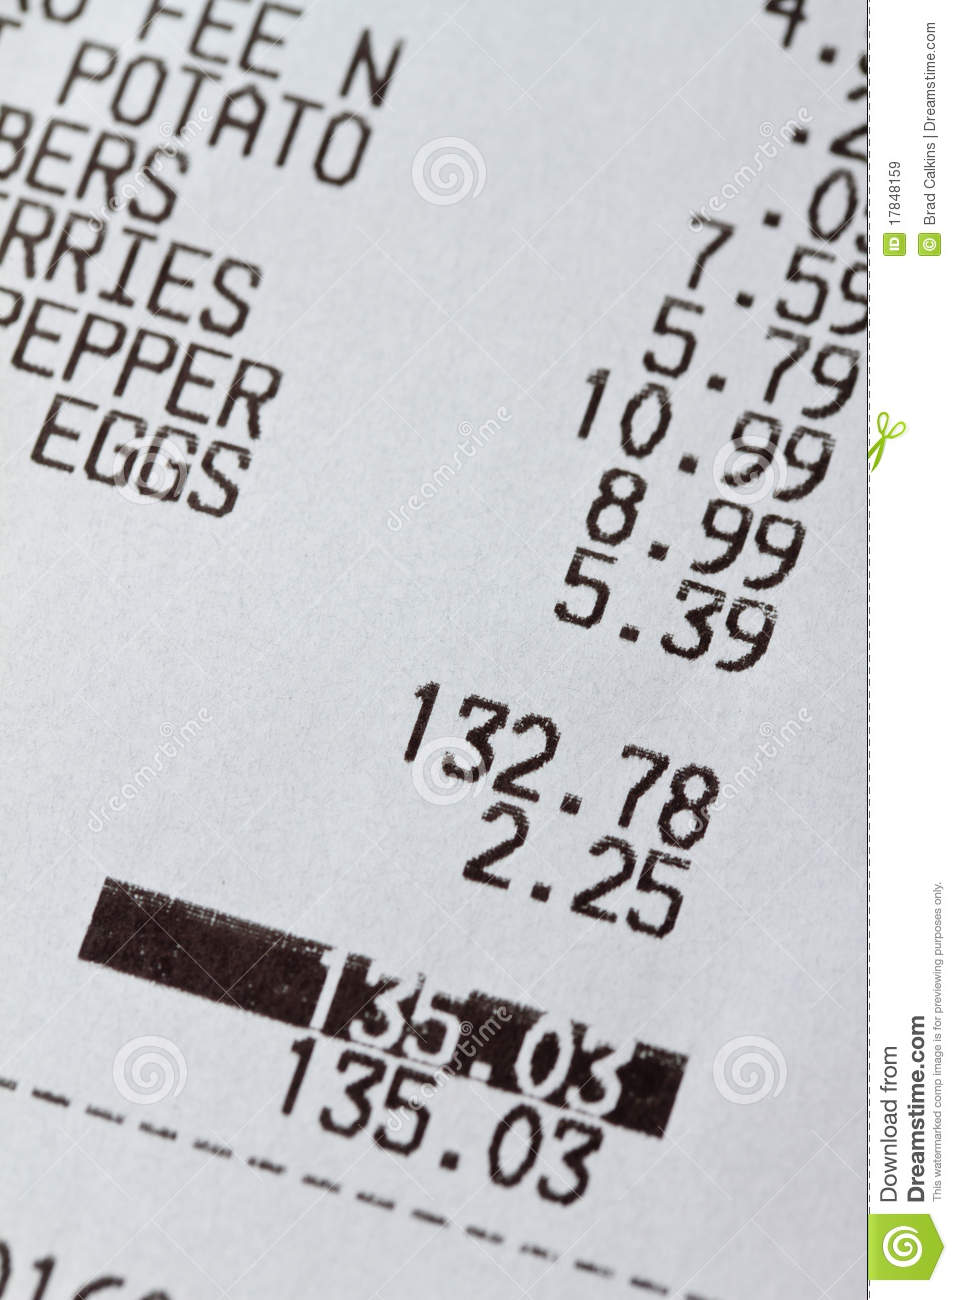 FEE N
POTATO
BERS
RRIES
PEPPER
EGGS
7.59
5.79
10.99
8.99
5.39
132.78
2.25
135.03
135.03
dreamstime
ID 17848159
© Brad Calkins | Dreamstime.com
Download from
Dreamstime.com
This watermarked comp image is for previewing purposes only.